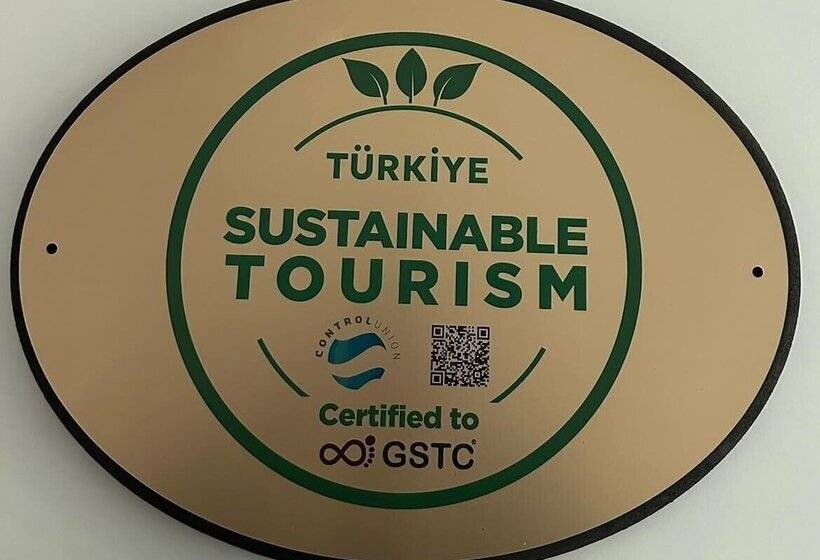 TÜRKİYE
SUSTAINABLE
TOURISM
CONTROLUNION
Certified to
GSTC